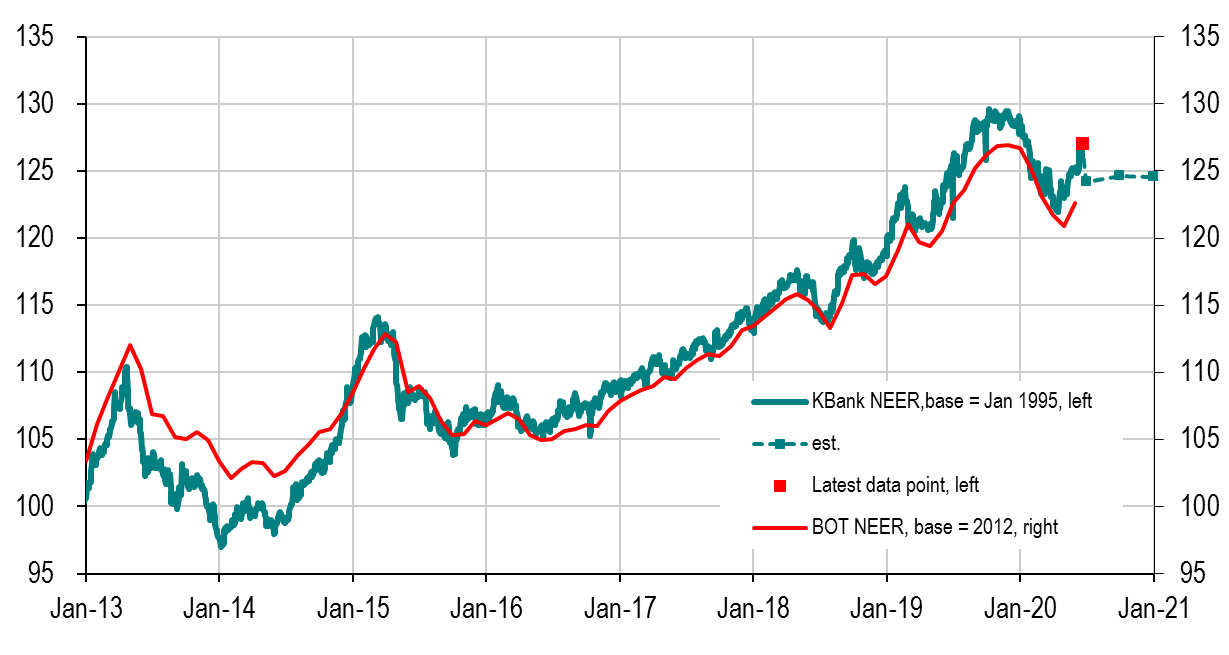 135 135
130 130
125 125
120 120
115 115
110 110
KBank NEER,base = Jan 1995, left
105 est. 105
Latest data point, left
100 100
BOT NEER, base = 2012, right
95 95
Jan-13 Jan-14 Jan-15 Jan-16 Jan-17 Jan-18 Jan-19 Jan-20 Jan-21